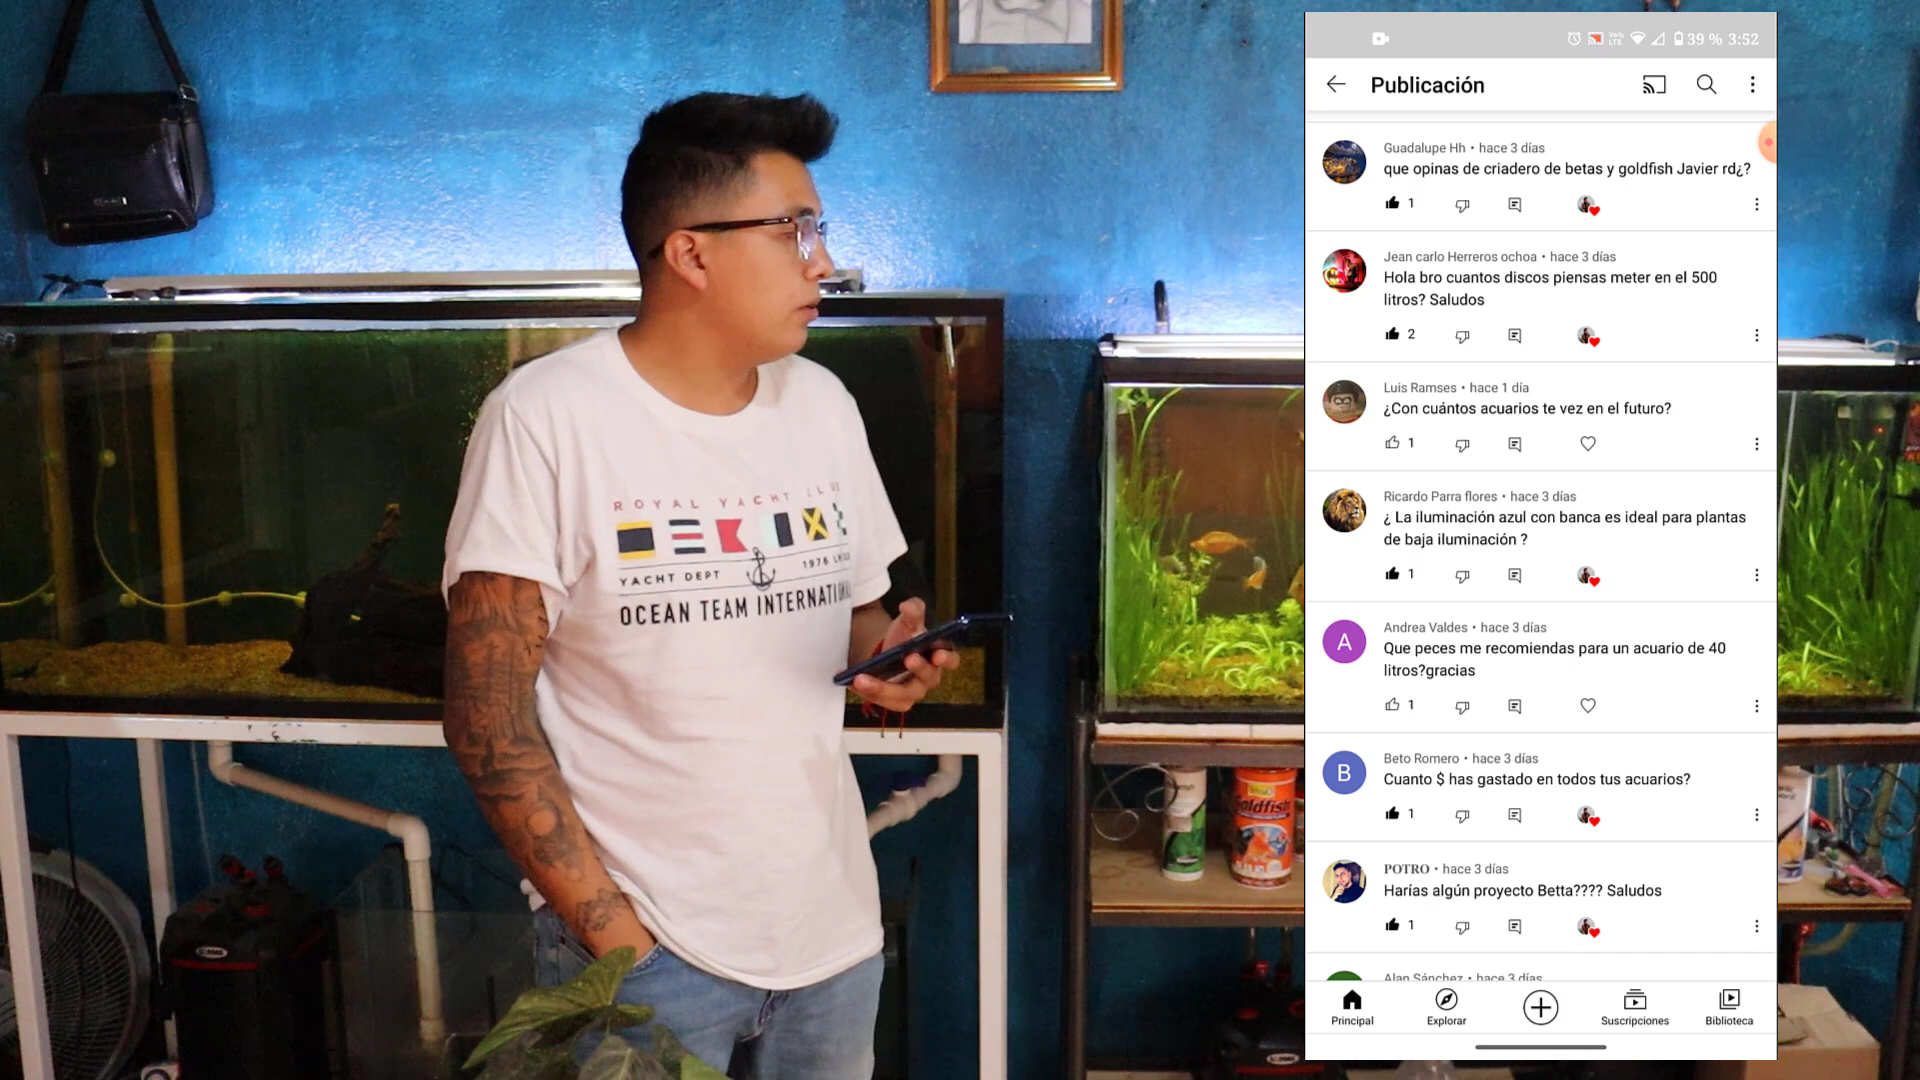 39 % 3:52
Publicación
Guadalupe Hh • hace 3 días
que opinas de criadero de betas y goldfish Javier rd¿?
1
Jean carlo Herreros ochoa • hace 3 días
Hola bro cuantos discos piensas meter en el 500
litros? Saludos
2
Luis Ramses • hace 1 día
¿Con cuántos acuarios te vez en el futuro?
1
Ricardo Parra flores • hace 3 días
¿ La iluminación azul con banca es ideal para plantas
de baja iluminación ?
1
A
Andrea Valdes • hace 3 días
Que peces me recomiendas para un acuario de 40
litros?gracias
1
B
Beto Romero • hace 3 días
Cuanto $ has gastado en todos tus acuarios?
1
POTRO • hace 3 días
Harías algún proyecto Betta???? Saludos
1
Alan Sánchez • hace 3 días
Principal
Explorar
Suscripciones
Biblioteca
ROYAL YACHT CLUB
YACHT DEPT
1976
OCEAN TEAM INTERNATIONAL
Goldfish